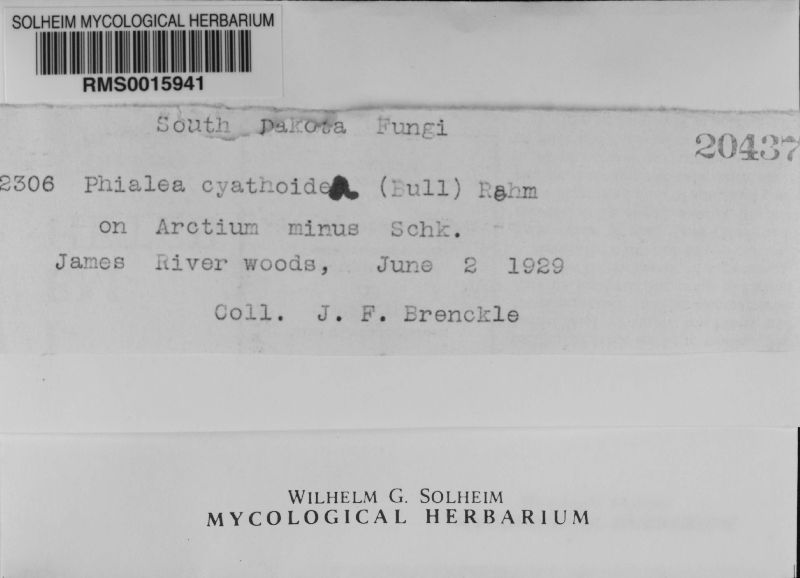 SOLHEIM MYCOLOGICAL HERBARIUM
RMS0015941
South Dakota Fungi
20437
2306 Phialea cyathoidea (Bull) Rehm
on Arctium minus Schk.
James River woods, June 2 1929
Coll. J. F. Brenckle
WILHELM G. SOLHEIM
MYCOLOGICAL HERBARIUM